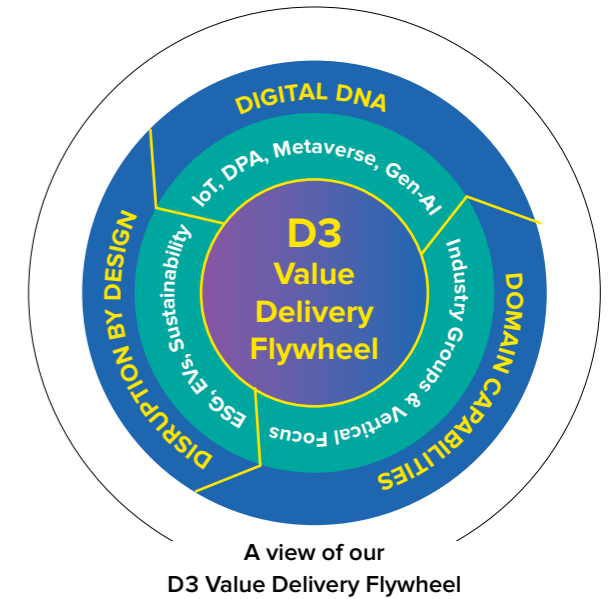 DIGITAL DNA
IoT, DPA, Metaverse, Gen-AI
D3
Value
Delivery
Flywheel
DOMAIN CAPABILITIES
Industry Groups & Vertical Focus
DISRUPTION BY DESIGN
ESG, EVs, Sustainability
A view of our
D3 Value Delivery Flywheel